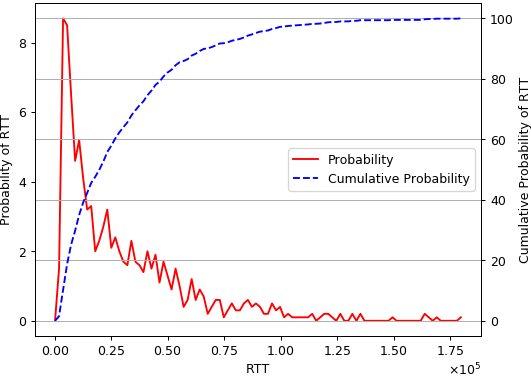 Probability of RTT
8
6
4
2
0
100
80
60
40
20
0
Cumulative Probability of RTT
Probability
Cumulative Probability
0.00 0.25 0.50 0.75 1.00 1.25 1.50 1.75
×10⁵
RTT